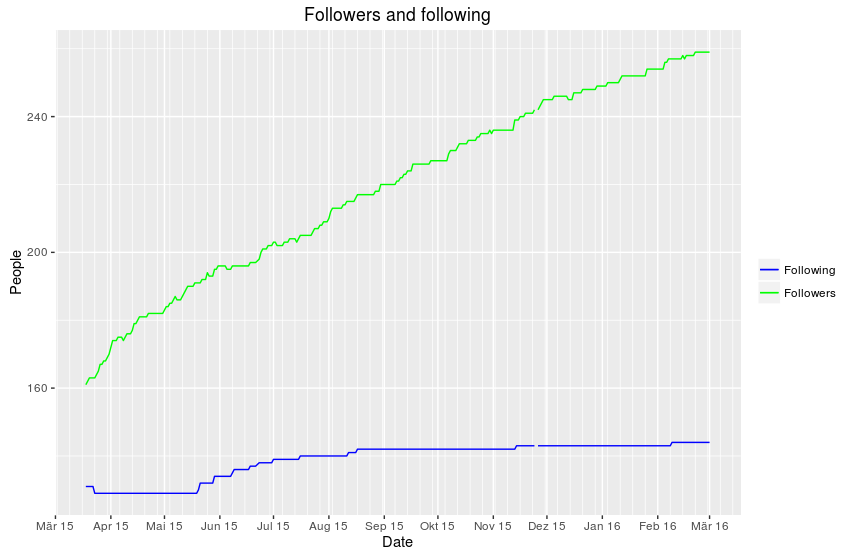 Followers and following
People
240
200
160
Following
Followers
Mär 15 Apr 15 Mai 15 Jun 15 Jul 15 Aug 15 Sep 15 Okt 15 Nov 15 Dez 15 Jan 16 Feb 16 Mär 16
Date